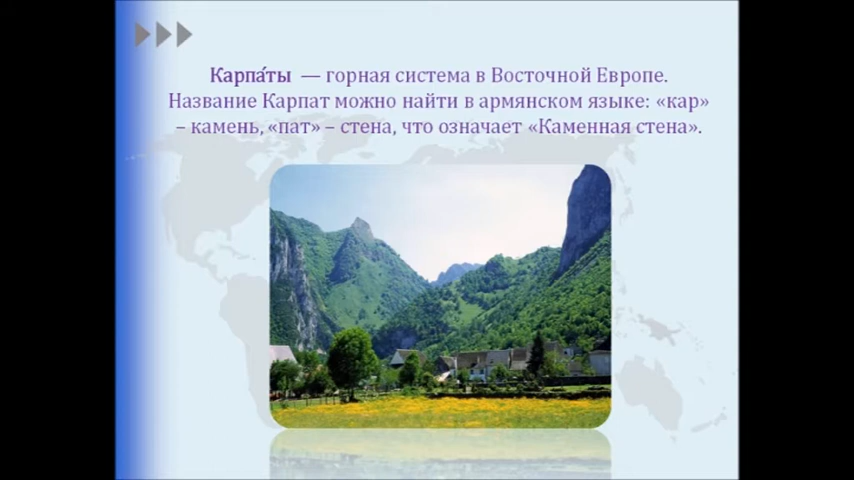 Карпа́ты — горная система в Восточной Европе.
Название Карпат можно найти в армянском языке: «кар»
– камень, «пат» – стена, что означает «Каменная стена».